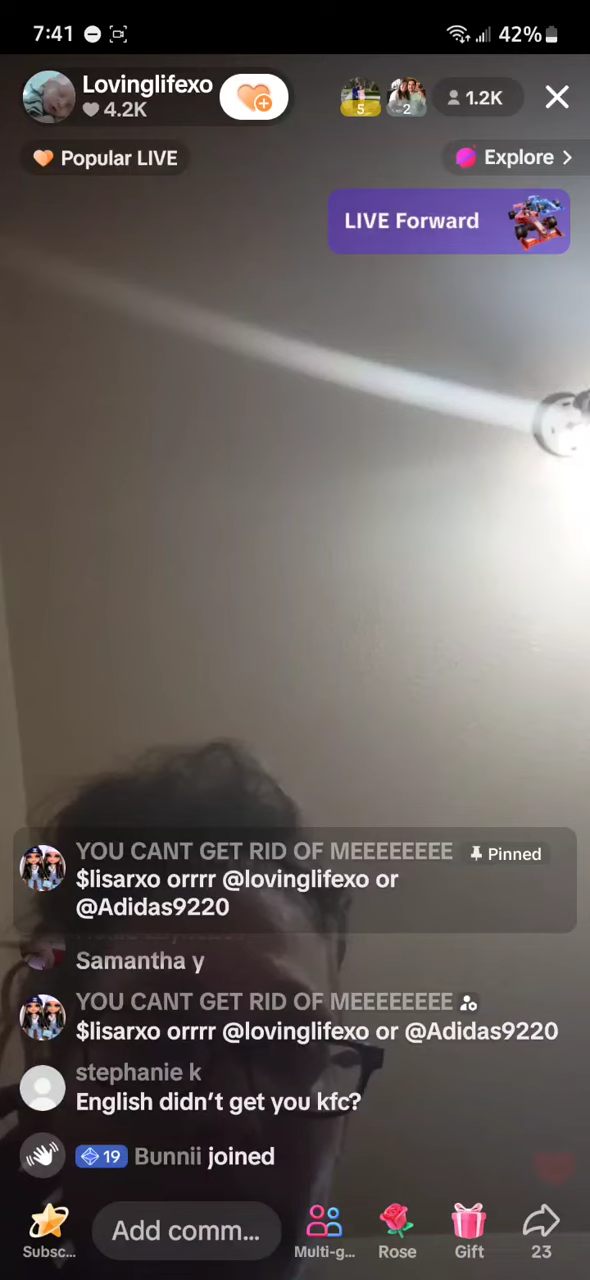 7:41
42%
Lovinglifexo
4.2K
5
2
1.2K
Popular LIVE
Explore
LIVE Forward
YOU CANT GET RID OF MEEEEEEEE
Pinned
$lisarxo orrrr @lovinglifexo or
@Adidas9220
Samantha y
YOU CANT GET RID OF MEEEEEEEE
$lisarxo orrrr @lovinglifexo or @Adidas9220
stephanie k
English didn't get you kfc?
19 Bunnii joined
Subsc...
Add comm...
Multi-g...
Rose
Gift
23